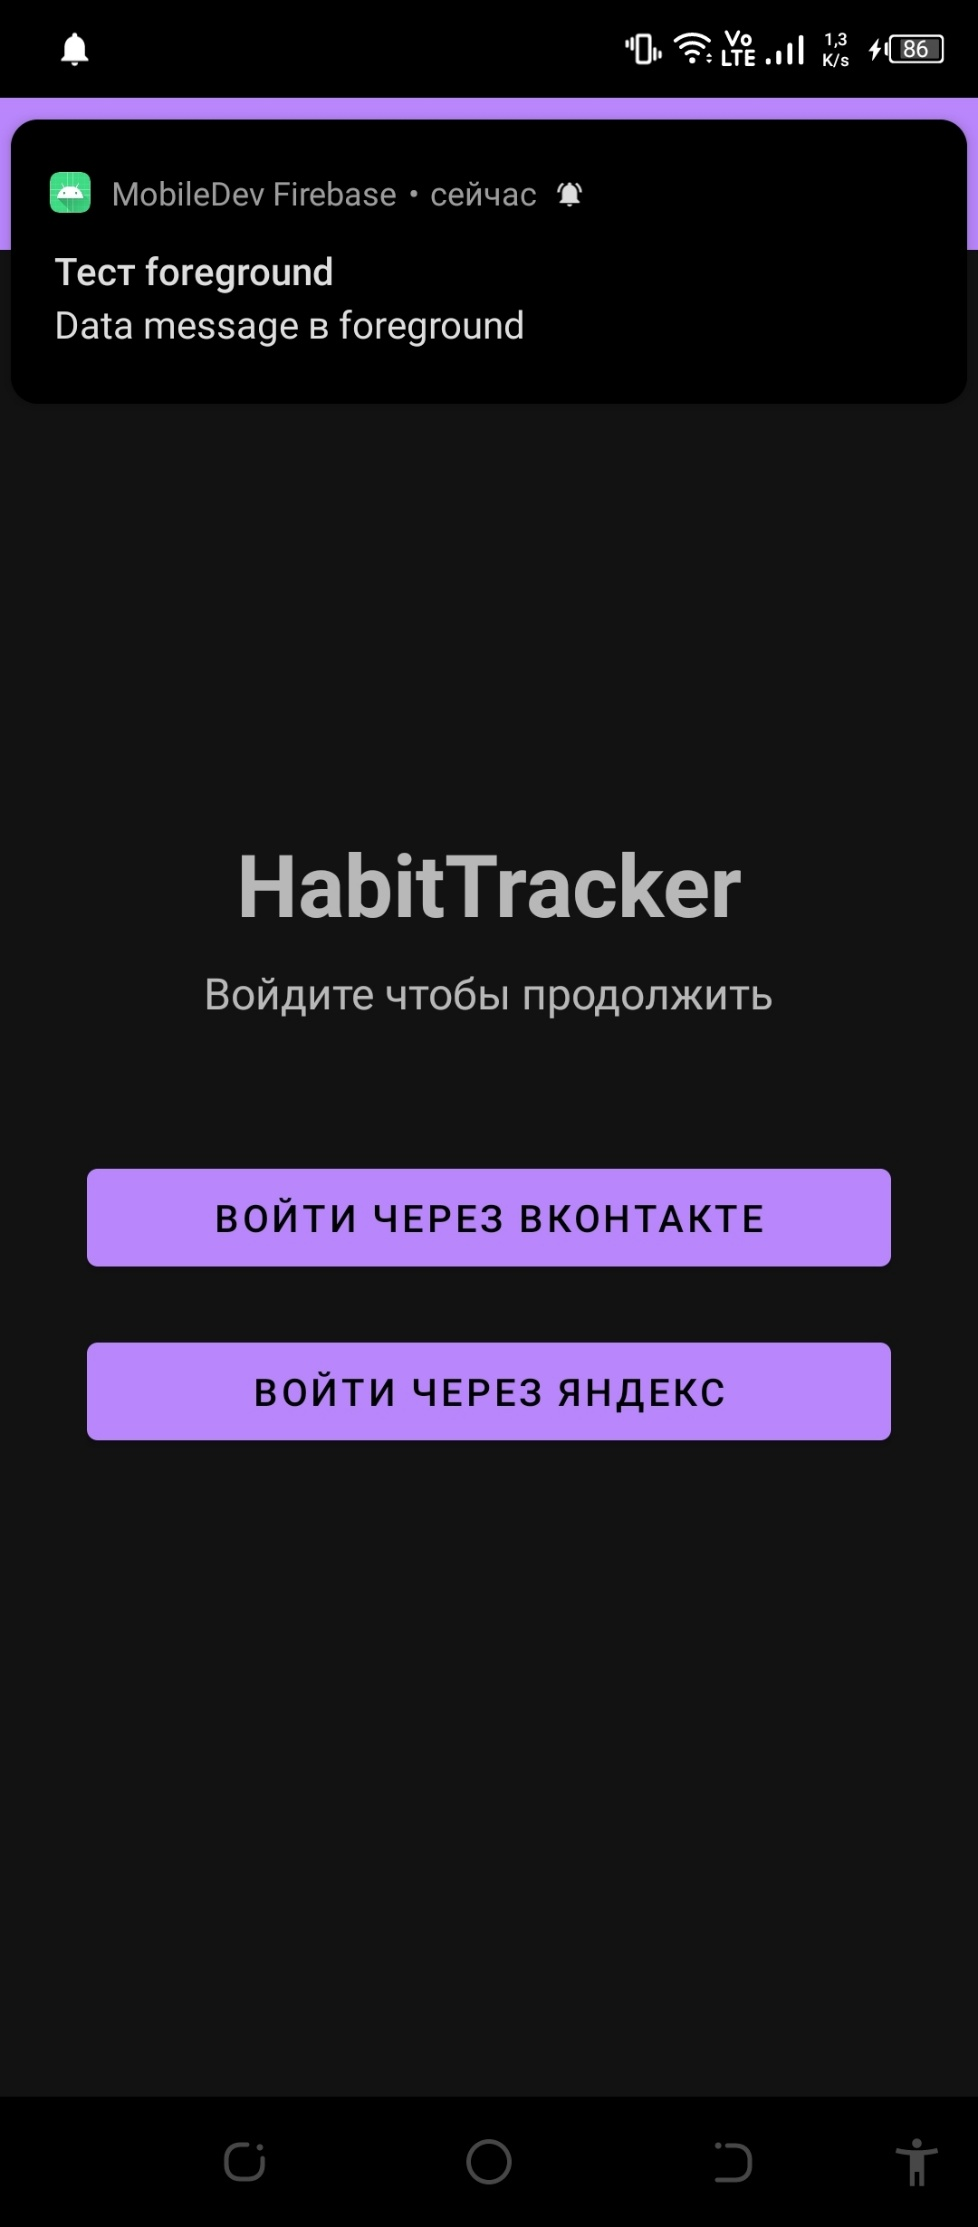 Vo
LTE
1,3
K/s
86
MobileDev Firebase • сейчас
Тест foreground
Data message в foreground
HabitTracker
Войдите чтобы продолжить
ВОЙТИ ЧЕРЕЗ ВКОНТАКТЕ
ВОЙТИ ЧЕРЕЗ ЯНДЕКС